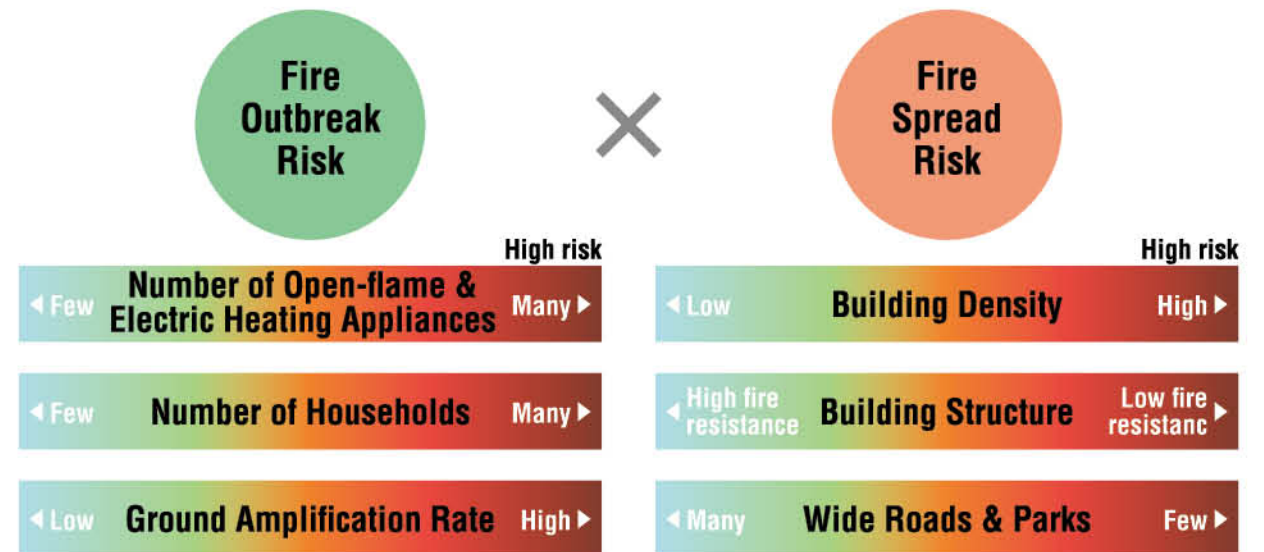 Fire
Outbreak
Risk
×
Fire
Spread
Risk
High risk
◀ Few Number of Open-flame & Many ▶
Electric Heating Appliances
◀ Few Number of Households Many ▶
◀ Low Ground Amplification Rate High ▶
High risk
◀ Low Building Density High ▶
◀ High fire
resistance Building Structure Low fire
resistanc ▶
◀ Many Wide Roads & Parks Few ▶